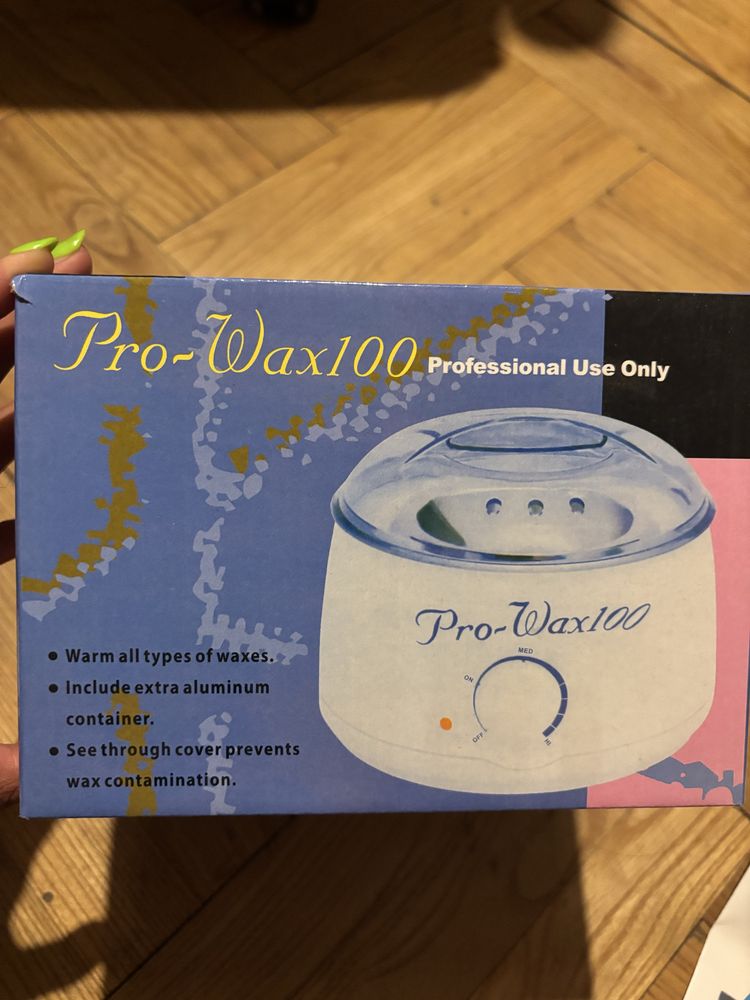 Pro-Wax100 Professional Use Only
Pro-Wax100
MED
ON
OFF
HI
● Warm all types of waxes.
● Include extra aluminum
container.
● See through cover prevents
wax contamination.